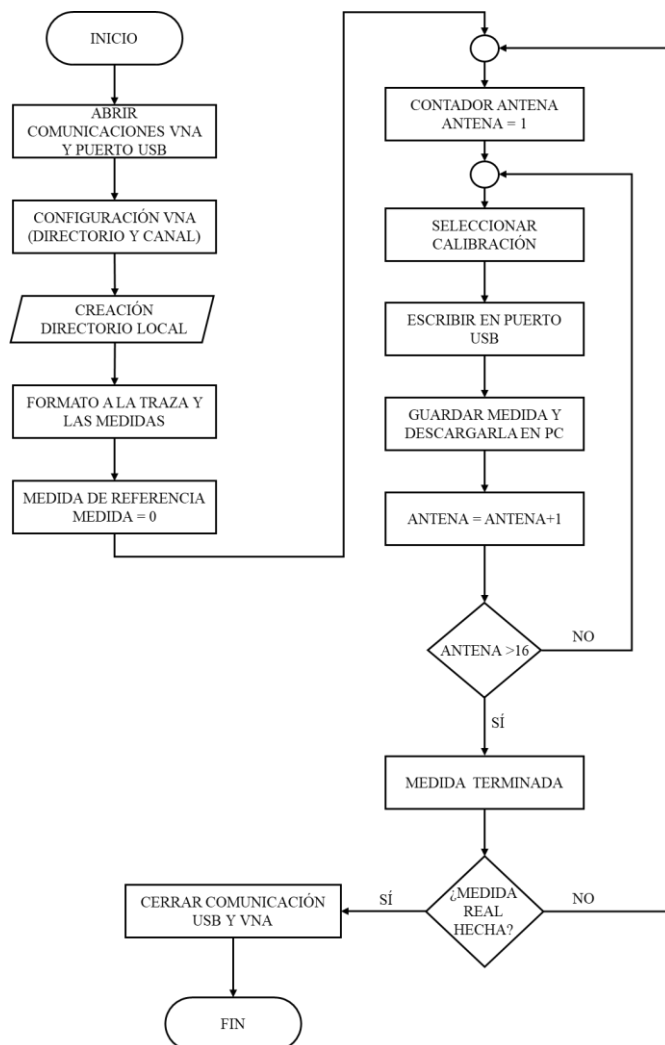 INICIO
ABRIR
COMUNICACIONES VNA
Y PUERTO USB
CONFIGURACIÓN VNA
(DIRECTORIO Y CANAL)
CREACIÓN
DIRECTORIO LOCAL
FORMATO A LA TRAZA Y
LAS MEDIDAS
MEDIDA DE REFERENCIA
MEDIDA = 0
CONTADOR ANTENA
ANTENA = 1
SELECCIONAR
CALIBRACIÓN
ESCRIBIR EN PUERTO
USB
GUARDAR MEDIDA Y
DESCARGARLA EN PC
ANTENA = ANTENA+1
ANTENA >16
NO
SÍ
MEDIDA TERMINADA
¿MEDIDA
REAL
HECHA?
NO
SÍ
CERRAR COMUNICACIÓN
USB Y VNA
FIN